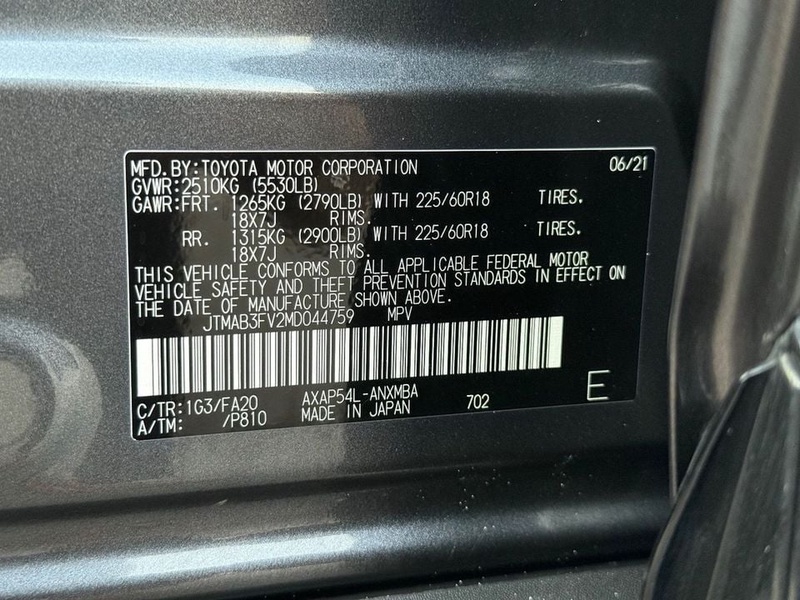 MFD.BY:TOYOTA MOTOR CORPORATION 06/21
GVWR:2510KG (5530LB)
GAWR:FRT. 1265KG (2790LB) WITH 225/60R18 TIRES.
18X7J RIMS.
RR. 1315KG (2900LB) WITH 225/60R18 TIRES.
18X7J RIMS.
THIS VEHICLE CONFORMS TO ALL APPLICABLE FEDERAL MOTOR
VEHICLE SAFETY AND THEFT PREVENTION STANDARDS IN EFFECT ON
THE DATE OF MANUFACTURE SHOWN ABOVE.
JTMAB3FV2MD044759 MPV
C/TR:1G3/FA20 AXAP54L-ANXMBA
A/TM: /P810 MADE IN JAPAN 702 E